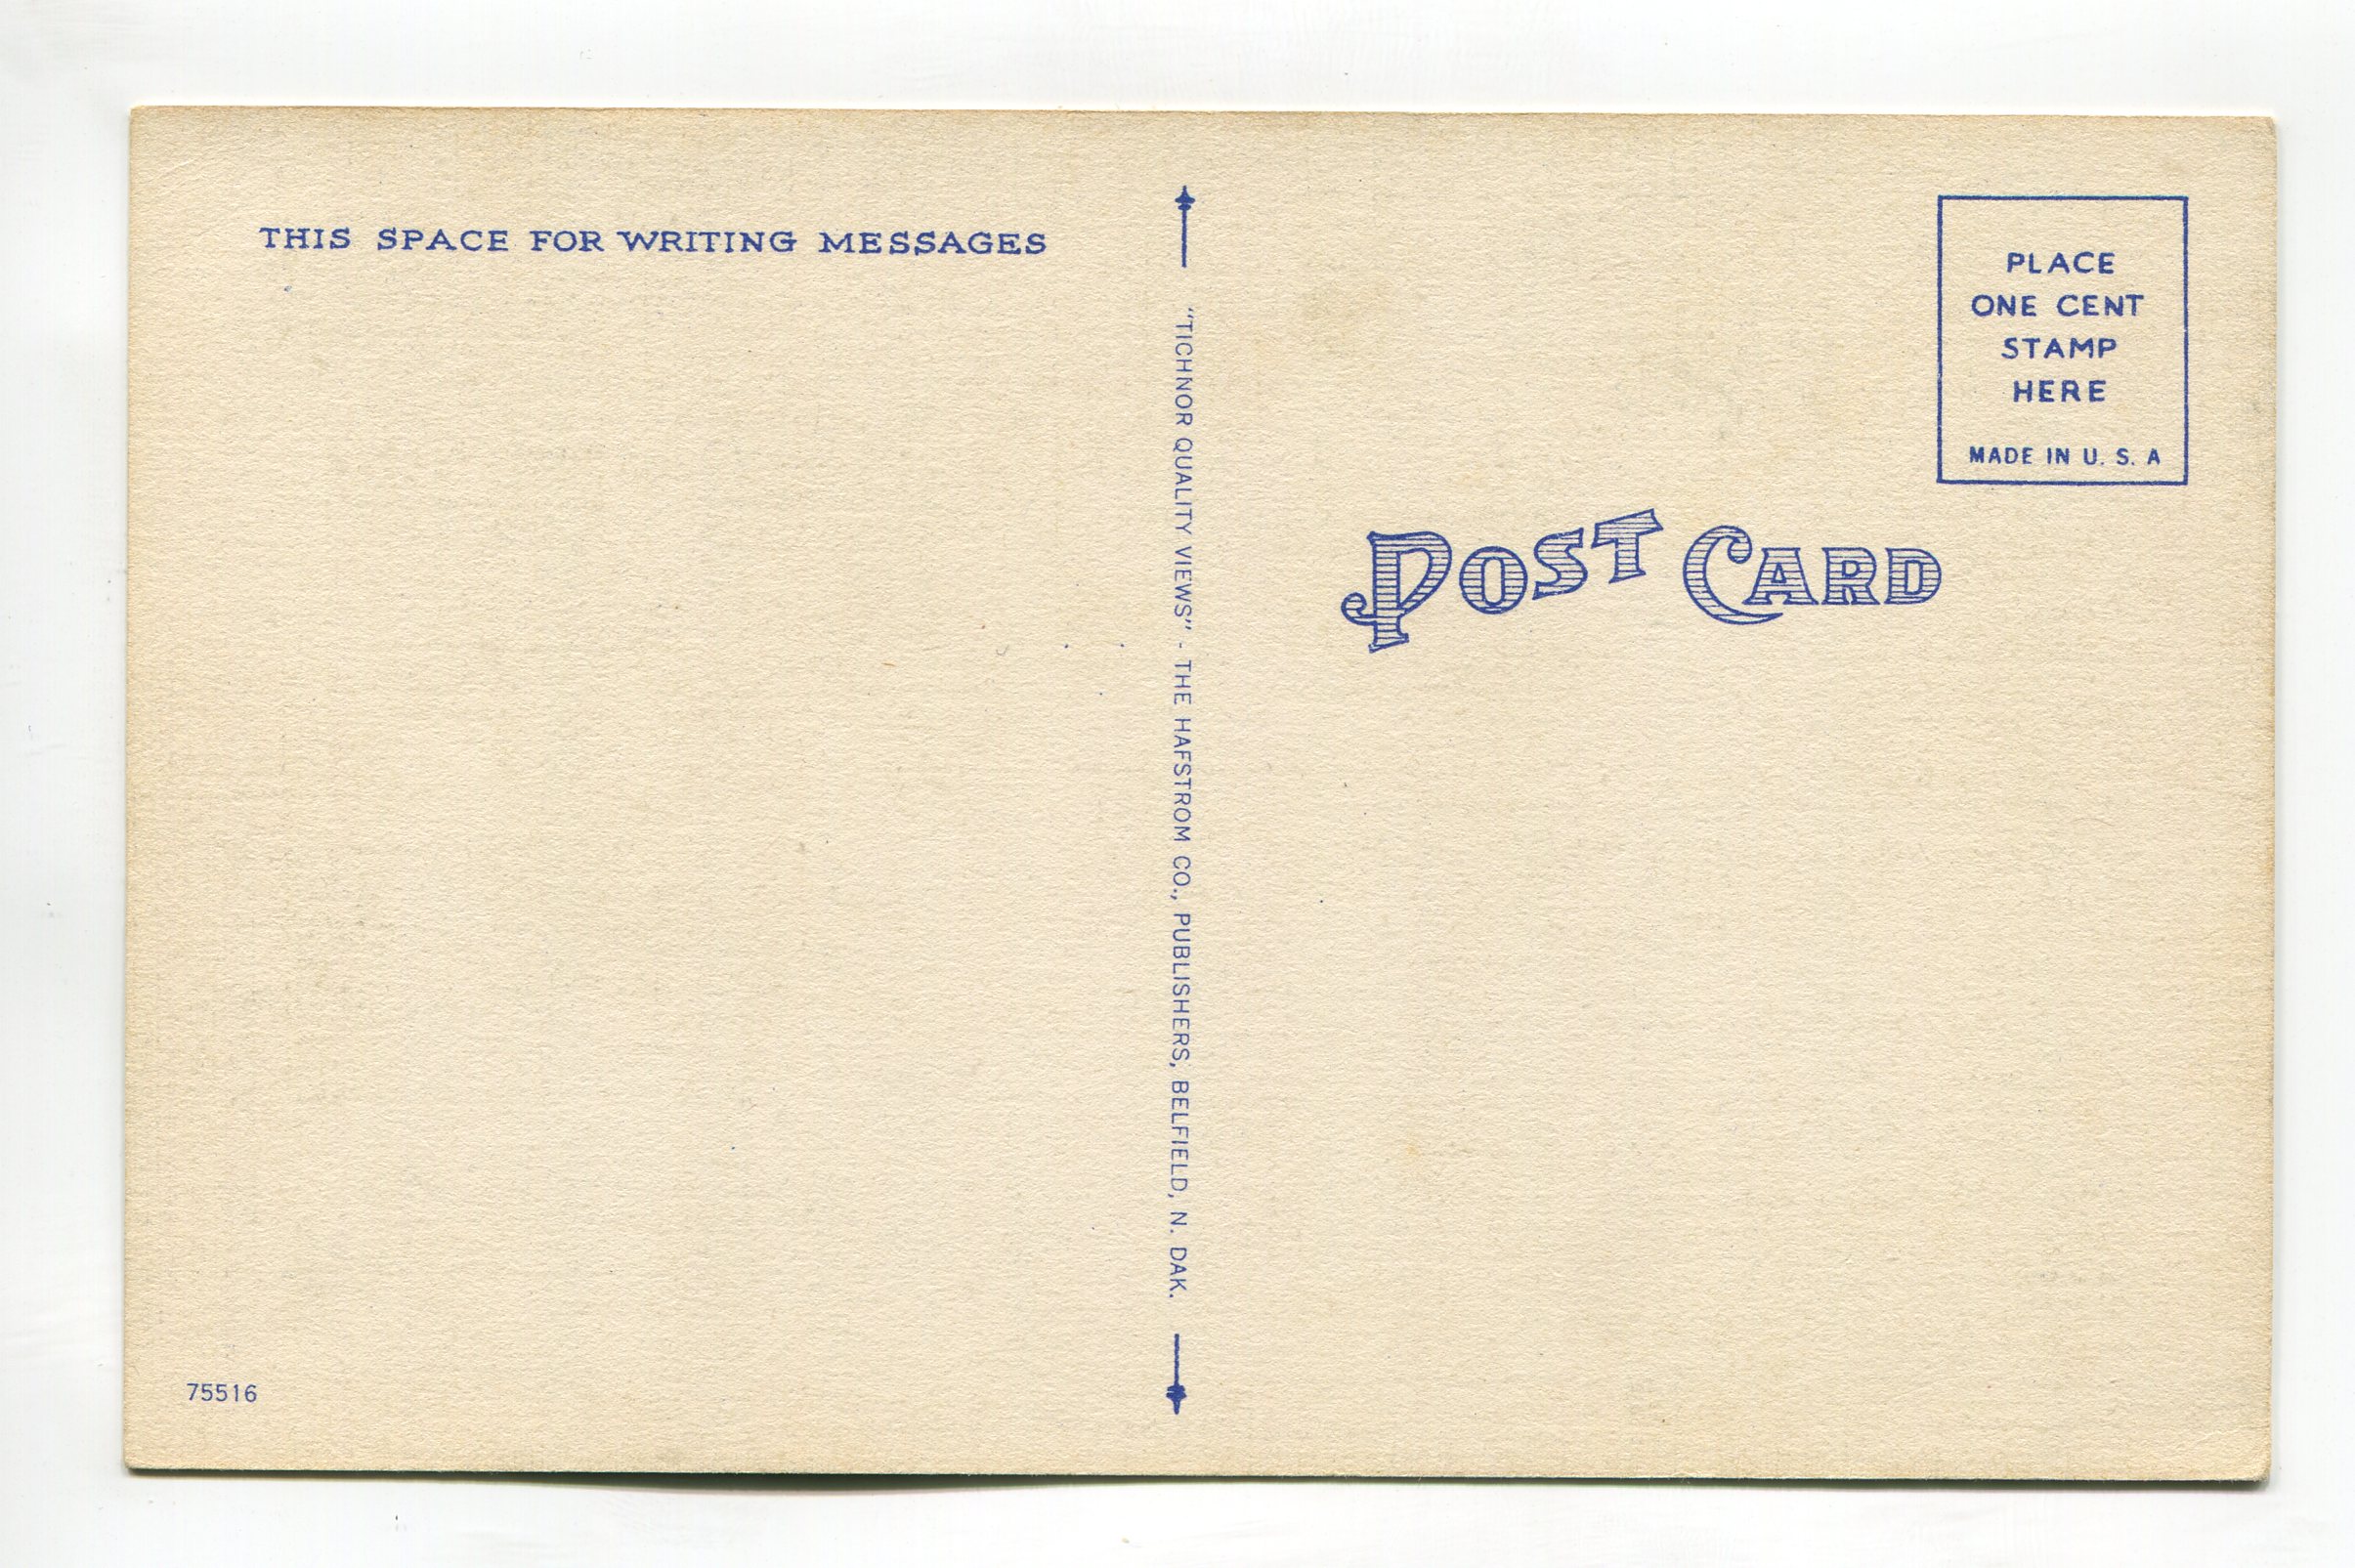 THIS SPACE FOR WRITING MESSAGES
"TICHNOR QUALITY VIEWS" - THE HAFSTROM CO., PUBLISHERS, BELFIELD, N. DAK.
PLACE
ONE CENT
STAMP
HERE
MADE IN U. S. A
POST CARD
75516